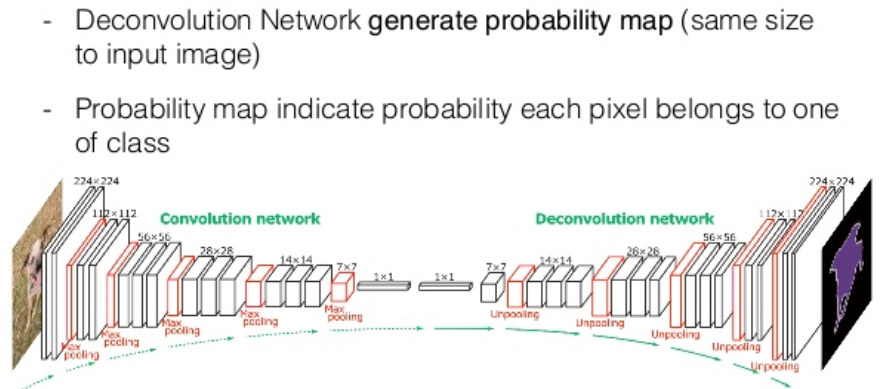 - Deconvolution Network generate probability map (same size
to input image)
- Probability map indicate probability each pixel belongs to one
of class
224×224
112×112
56×56
Convolution network
28×28
14×14
7×7
1×1
1×1
7×7
14×14
Deconvolution network
28×28
56×56
112×112
224×224
Max
pooling
Max
pooling
Max
pooling
Max
pooling
Max
pooling
Unpooling
Unpooling
Unpooling
Unpooling
Unpooling